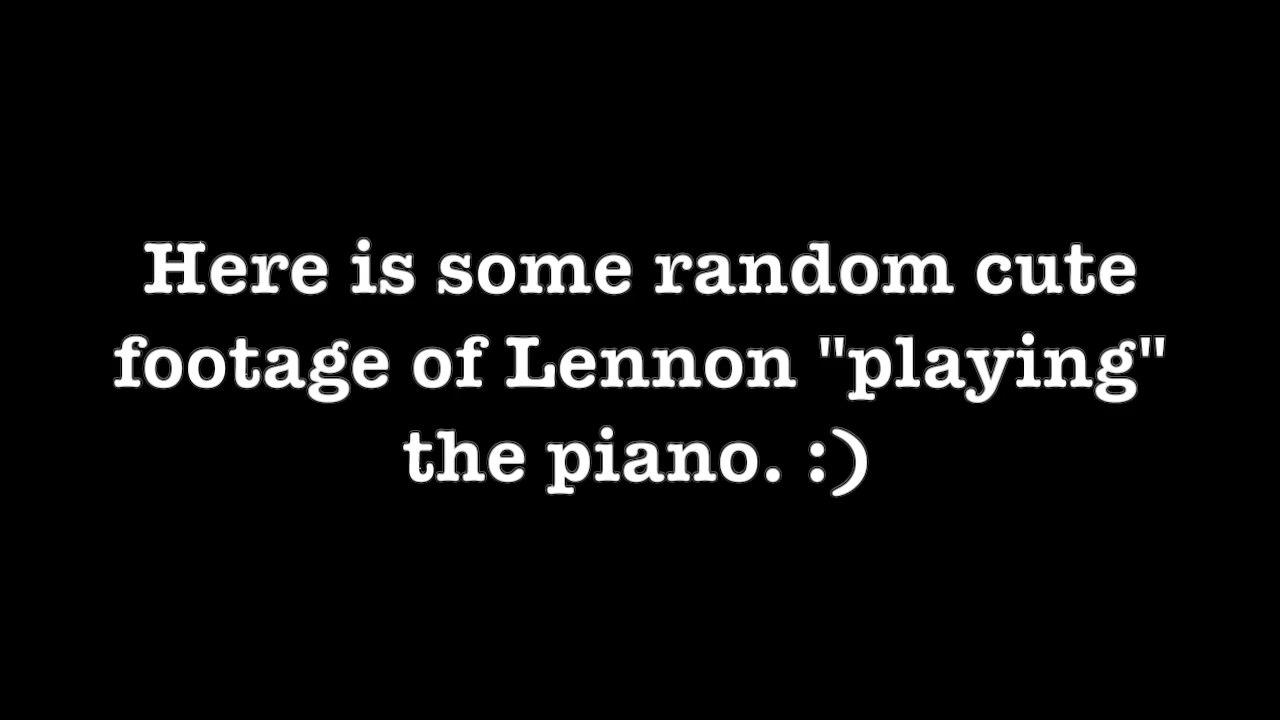 Here is some random cute
footage of Lennon "playing"
the piano. :)